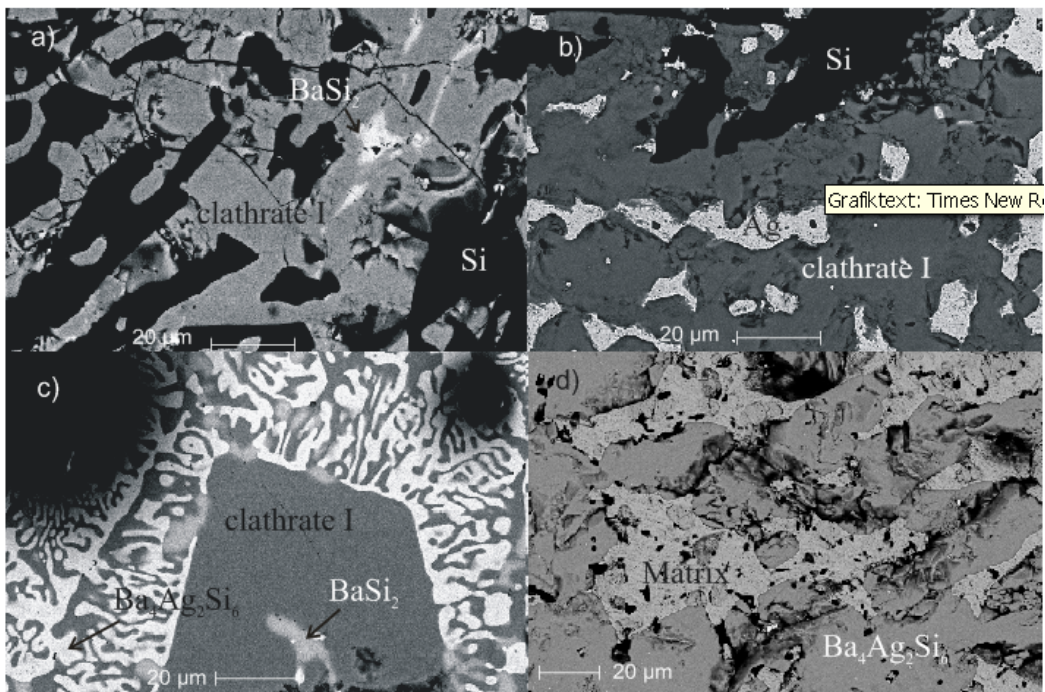 a)
BaSi₂
clathrate I
Si
20 µm
b)
Si
Grafiktext: Times New R
Ag
clathrate I
20 µm
c)
clathrate I
BaSi₂
Ba₄Ag₂Si₆
20 µm
d)
Matrix
Ba₄Ag₂Si₆
20 µm